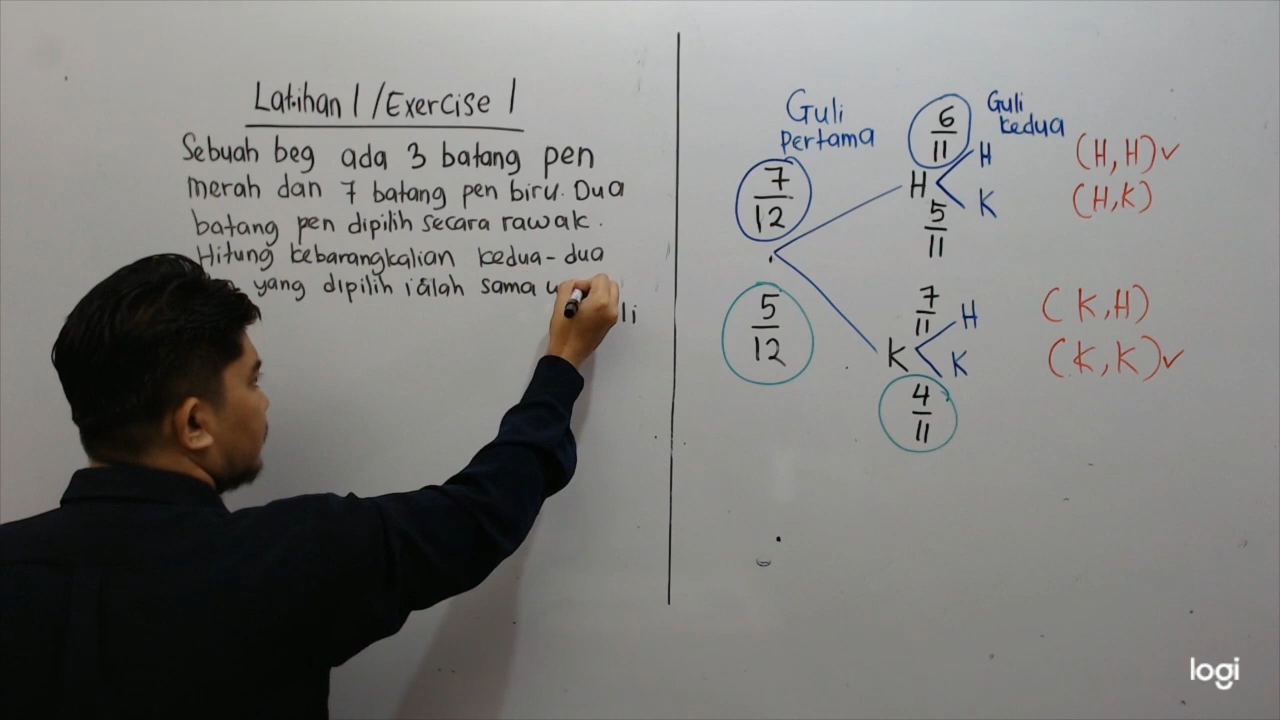 Latihan 1 / Exercise 1
Sebuah beg ada 3 batang pen
merah dan 7 batang pen biru. Dua
batang pen dipilih secara rawak.
Hitung kebarangkalian kedua-dua
yang dipilih ialah sama
li
Guli
pertama
Guli
kedua
7/12
6/11
H
H
K
5/11
(H,H)✓
(H,K)
5/12
7/11
K
H
K
4/11
(K,H)
(K,K)✓
logi